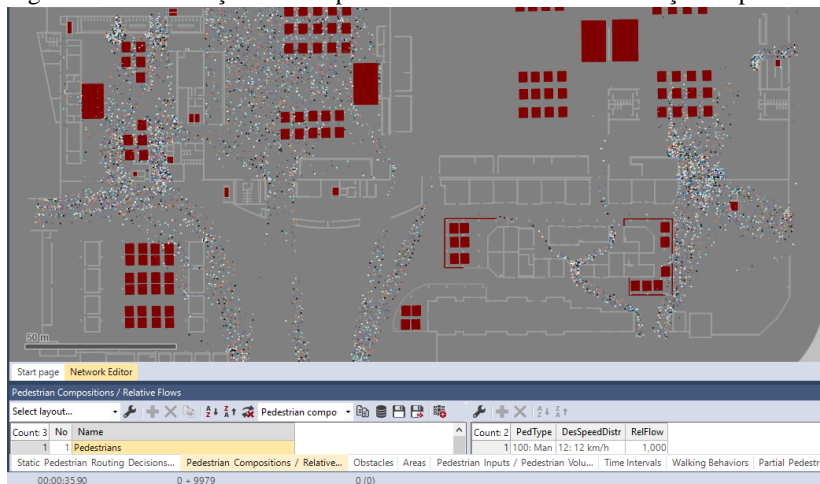 50 m
Start page Network Editor
Pedestrian Compositions / Relative Flows
Select layout... Pedestrian compo
Count: 3 No Name Count: 2 PedType DesSpeedDistr RelFlow
1 1 Pedestrians 1 100: Man 12: 12 km/h 1,000
Static Pedestrian Routing Decisions... Pedestrian Compositions / Relative... Obstacles Areas Pedestrian Inputs / Pedestrian Volu... Time Intervals Walking Behaviors Partial Pedest
00:00:35.90 0 + 9979 0 (0)